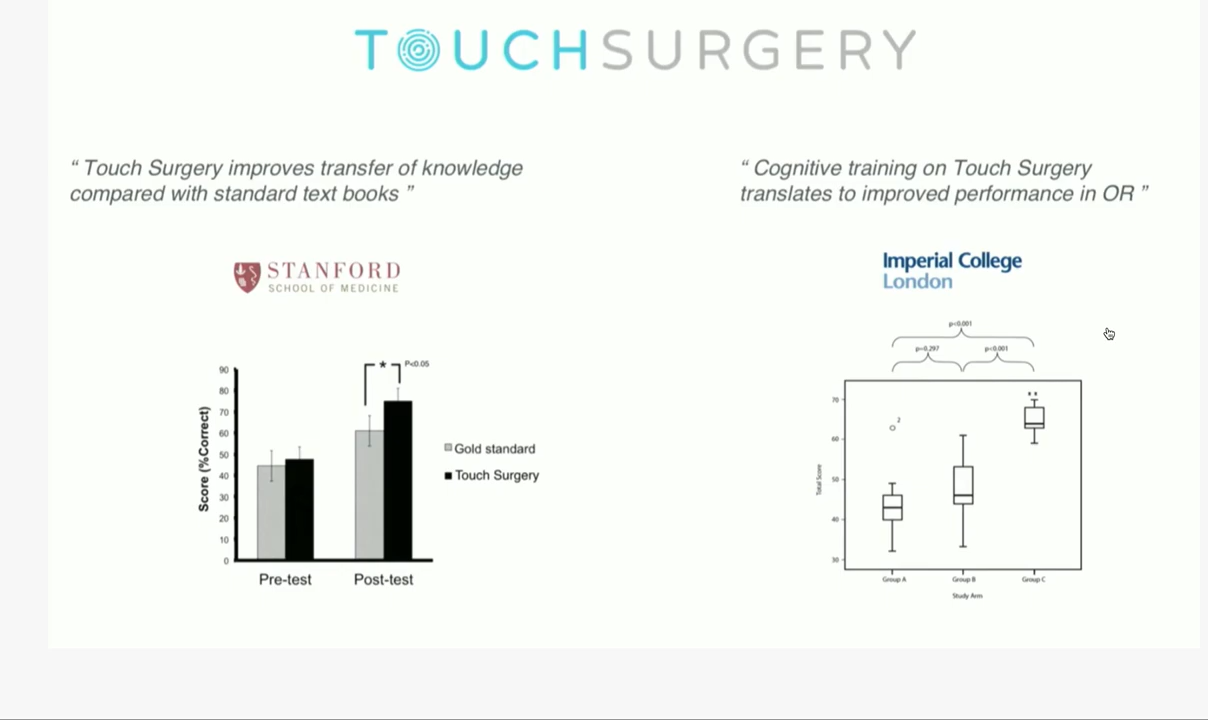 TOUCHSURGERY
“ Touch Surgery improves transfer of knowledge
compared with standard text books ”
STANFORD
SCHOOL OF MEDICINE
90
80
70
60
50
40
30
20
10
0
Score (%Correct)
* P<0.05
Gold standard
Touch Surgery
Pre-test Post-test
“ Cognitive training on Touch Surgery
translates to improved performance in OR ”
Imperial College
London
p<0.001
p=0.297 p<0.001
**
2
70
60
50
40
30
Total Score
Group A Group B Group C
Study Arm